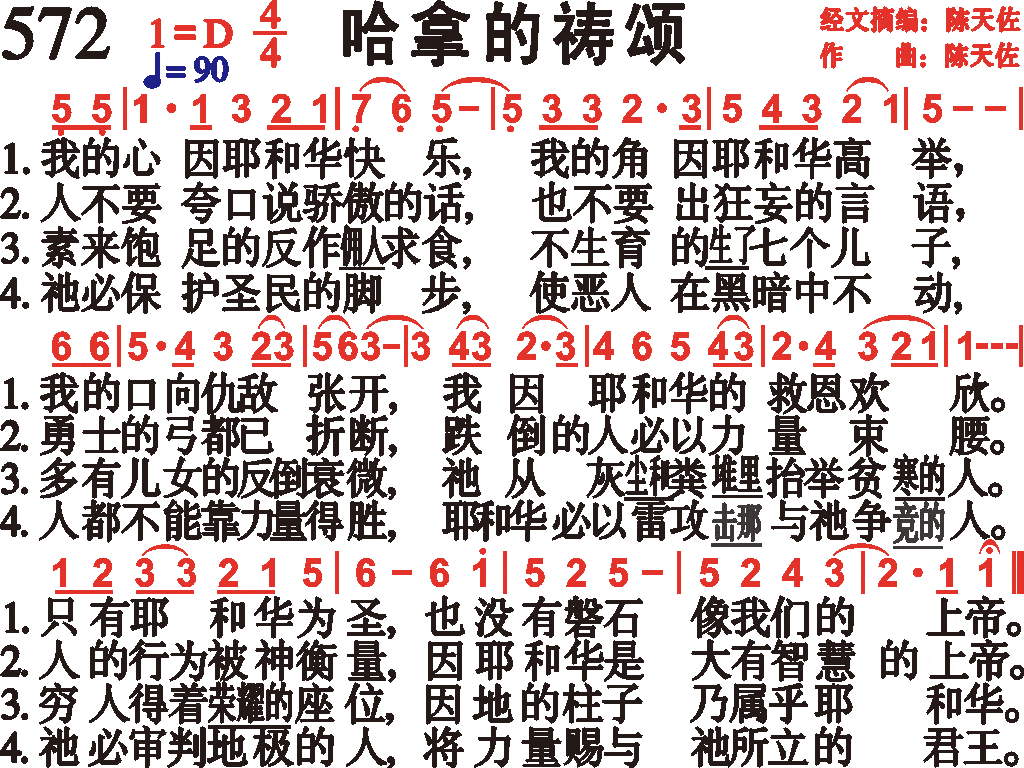 572 1=D 4/4 哈拿的祷颂 经文摘编：陈天佐
♩=90 作 曲：陈天佐
5 5|1·1 3 2 1|7 6 5-|5 3 3 2·3|5 4 3 2 1|5--|
1.我的心 因耶和华快 乐， 我的角 因耶和华高 举，
2.人不要 夸口说骄傲的话， 也不要 出狂妄的言 语，
3.素来饱 足的反作佣人求食， 不生育 的生了七个儿 子，
4.祂必保 护圣民的脚 步， 使恶人 在黑暗中不 动，
6 6|5·4 3 23|563-|3 43 2·3|4 6 5 43|2·4 3 21|1---|
1.我的口向仇敌 张开， 我 因 耶和华的 救恩欢 欣。
2.勇士的弓都已 折断， 跌 倒的人必以力 量 束 腰。
3.多有儿女的反倒衰微， 祂 从 灰尘和粪堆里抬举贫寒的人。
4.人都不能靠力量得胜， 耶和华必以雷攻击那与祂争竞的人。
1 2 3 3 2 1 5|6 - 6 i|5 2 5 -|5 2 4 3|2·1 i‖
1.只有耶 和华为圣， 也没有磐石 像我们的 上帝。
2.人的行为被神衡量， 因耶和华是 大有智慧 的上帝。
3.穷人得着荣耀的座位， 因地的柱子 乃属乎耶 和华。
4.祂必审判地极的人， 将力量赐与 祂所立的 君王。